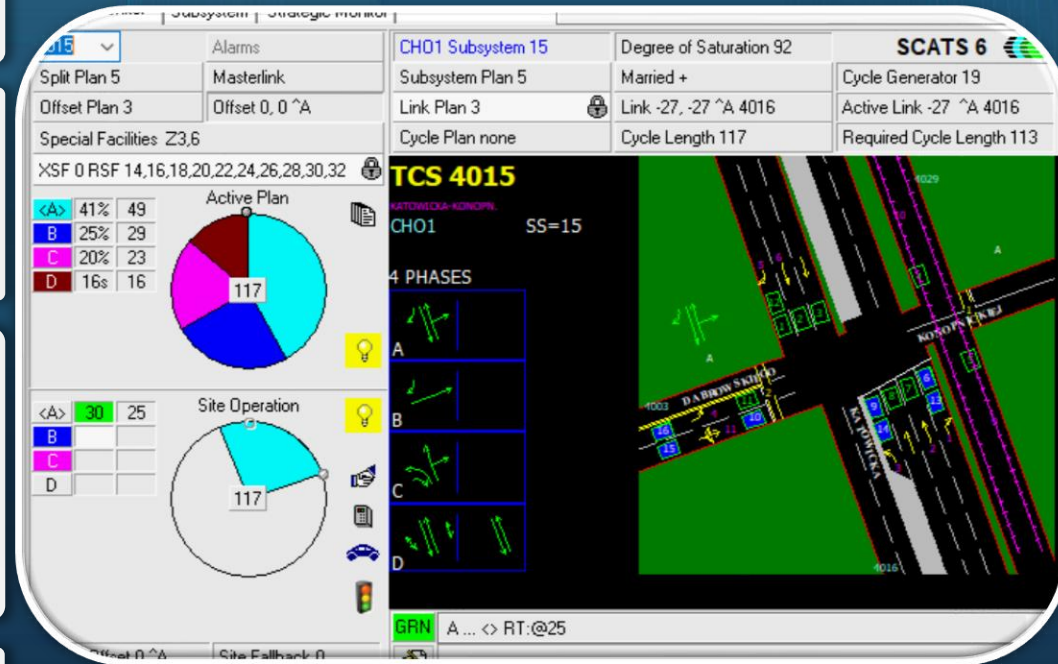 Subsystem
Strategic Monitor
Alarms
CHO1 Subsystem 15
Degree of Saturation 92
SCATS 6
Split Plan 5
Masterlink
Subsystem Plan 5
Married +
Cycle Generator 19
Offset Plan 3
Offset 0, 0 ^A
Link Plan 3
Link -27, -27 ^A 4016
Active Link -27 ^A 4016
Special Facilities Z3,6
Cycle Plan none
Cycle Length 117
Required Cycle Length 113
XSF 0 RSF 14,16,18,20,22,24,26,28,30,32
Active Plan
<A> 41% 49
B 25% 29
C 20% 23
D 16s 16
117
Site Operation
<A> 30 25
B
C
D
117
TCS 4015
KATOWICKA-KONOPN.
CHO1 SS=15
4 PHASES
A
B
C
D
4029
A
KONOPNICKIEJ
A
DABROWSKIEGO
4003
KATOWICKA
4016
GRN A ... <> RT:@25
Offset 0 ^A
Site Fallback 0